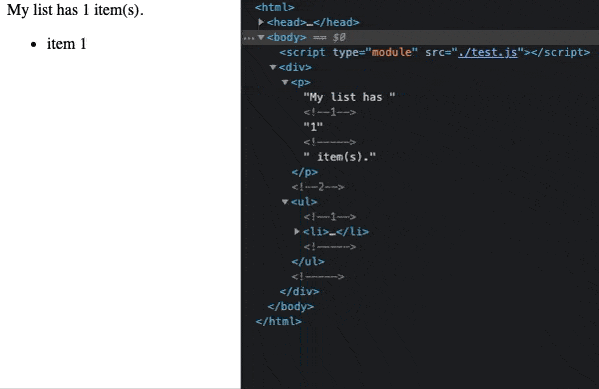 My list has 1 item(s).
• item 1
<html>
▶<head>…</head>
…▼<body> == $0
<script type="module" src="./test.js"></script>
▼<div>
▼<p>
"My list has "
<!--1-->
"1"
<!---->
" item(s)."
</p>
<!--2-->
▼<ul>
<!--1-->
▶<li>…</li>
<!---->
</ul>
<!---->
</div>
</body>
</html>